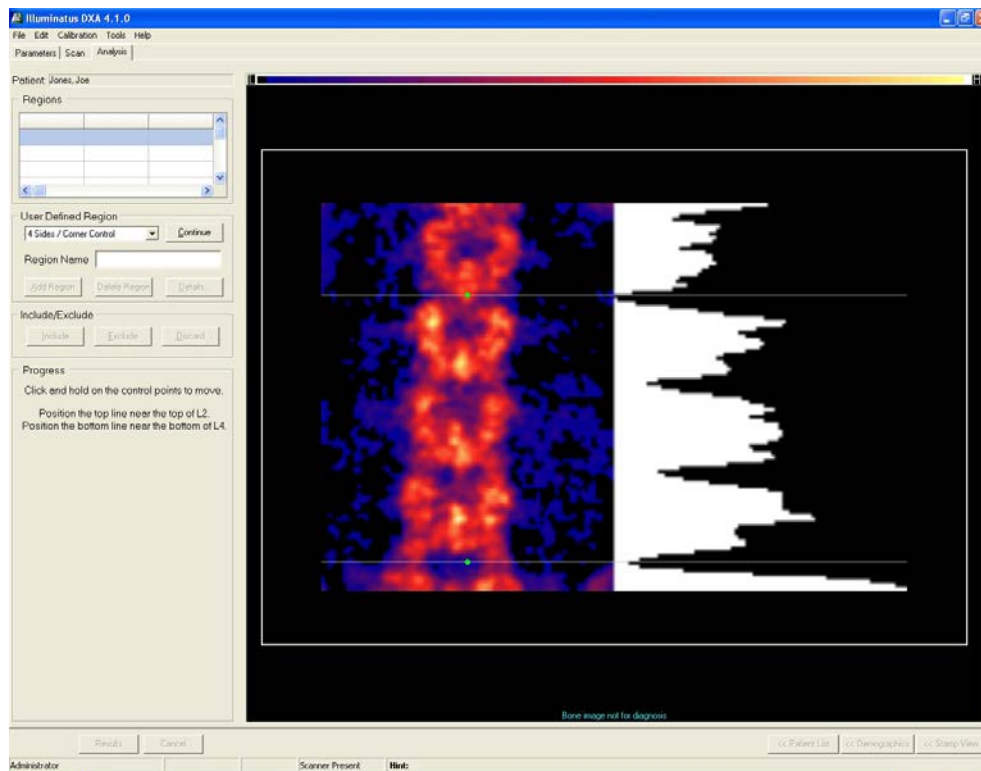 Illuminatus DXA 4.1.0
File Edit Calibration Tools Help
Parameters Scan Analysis
Patient Jones, Joe
Regions
User Defined Region
4 Sides / Corner Control Continue
Region Name
Add Region Delete Region Details
Include/Exclude
Include Exclude Discard
Progress
Click and hold on the control points to move.
Position the top line near the top of L2.
Position the bottom line near the bottom of L4.
L H
Bone image not for diagnosis
Results Cancel << Patient List << Demographics << Stamp View
Administrator Scanner Present Hint: